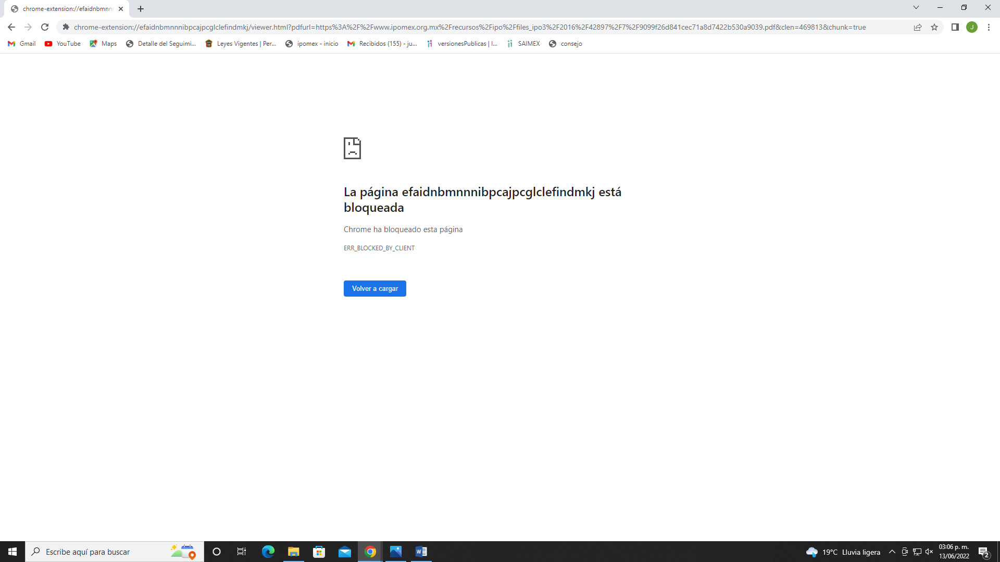 chrome-extension://efaidnbmnnn
chrome-extension://efaidnbmnnnibpcajpcglclefindmkj/viewer.html?pdfurl=https%3A%2F%2Fwww.ipomex.org.mx%2Frecursos%2Fipo%2Ffiles_ipo3%2F2016%2F42897%2F7%2F9099f26d841cec71a8d7422b530a9039.pdf&clen=469813&chunk=true
J
Gmail YouTube Maps Detalle del Seguimi... Leyes Vigentes | Per... ipomex - inicio Recibidos (155) - ju... versionesPublicas | I... SAIMEX consejo
La página efaidnbmnnnibpcajpcglclefindmkj está
bloqueada
Chrome ha bloqueado esta página
ERR_BLOCKED_BY_CLIENT
Volver a cargar
Escribe aquí para buscar
19°C Lluvia ligera
03:06 p. m.
13/06/2022
2